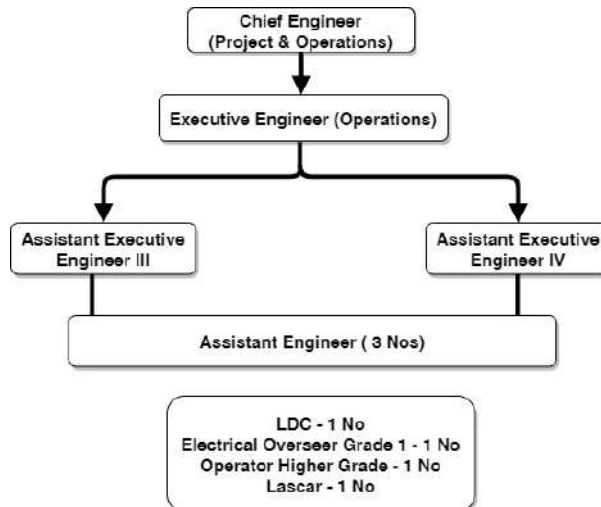 Chief Engineer
(Project & Operations)
Executive Engineer (Operations)
Assistant Executive
Engineer III
Assistant Executive
Engineer IV
Assistant Engineer ( 3 Nos)
LDC - 1 No
Electrical Overseer Grade 1 - 1 No
Operator Higher Grade - 1 No
Lascar - 1 No